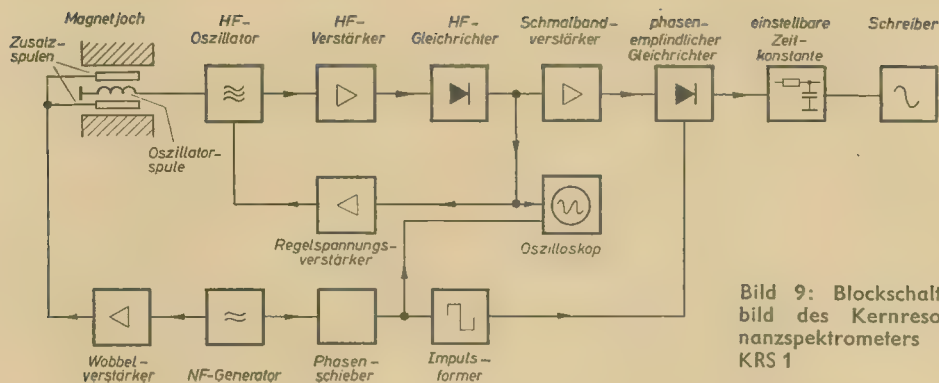 Magnetjoch
Zusatz-
spulen
Oszillator-
spule
HF-
Oszillator
HF-
Verstärker
HF-
Gleichrichter
Schmalband-
verstärker
phasen-
empfindlicher
Gleichrichter
einstellbare
Zeit-
konstante
Schreiber
Regelspannungs-
verstärker
Oszilloskop
Wobbel-
verstärker
NF-Generator
Phasen-
schieber
Impuls-
former
Bild 9: Blockschalt-
bild des Kernreso-
nanzspektrometers
KRS 1